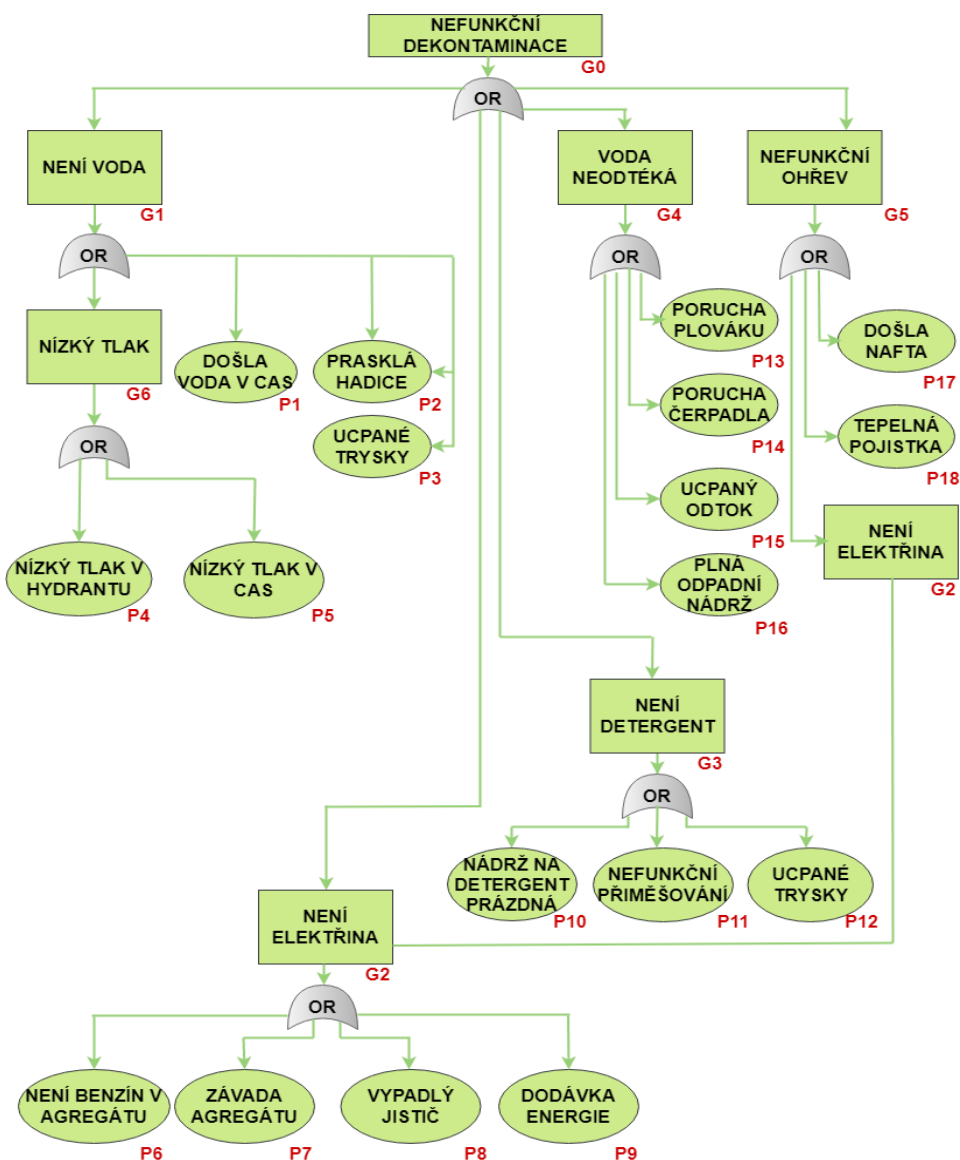 NEFUNKČNÍ
DEKONTAMINACE
G0
OR
NENÍ VODA
G1
VODA
NEODTÉKÁ
G4
NEFUNKČNÍ
OHŘEV
G5
OR
OR
OR
NÍZKÝ TLAK
G6
DOŠLA
VODA V CAS
P1
PRASKLÁ
HADICE
P2
UCPANÉ
TRYSKY
P3
PORUCHA
PLOVÁKU
P13
PORUCHA
ČERPADLA
P14
UCPANÝ
ODTOK
P15
PLNÁ
ODPADNÍ
NÁDRŽ
P16
DOŠLA
NAFTA
P17
TEPELNÁ
POJISTKA
P18
NENÍ
ELEKTŘINA
G2
OR
NÍZKÝ TLAK V
HYDRANTU
P4
NÍZKÝ TLAK V
CAS
P5
NENÍ
DETERGENT
G3
OR
NÁDRŽ NA
DETERGENT
PRÁZDNÁ
P10
NEFUNKČNÍ
PŘIMĚŠOVÁNÍ
P11
UCPANÉ
TRYSKY
P12
NENÍ
ELEKTŘINA
G2
OR
NENÍ BENZÍN V
AGREGÁTU
P6
ZÁVADA
AGREGÁTU
P7
VYPADLÝ
JISTIČ
P8
DODÁVKA
ENERGIE
P9